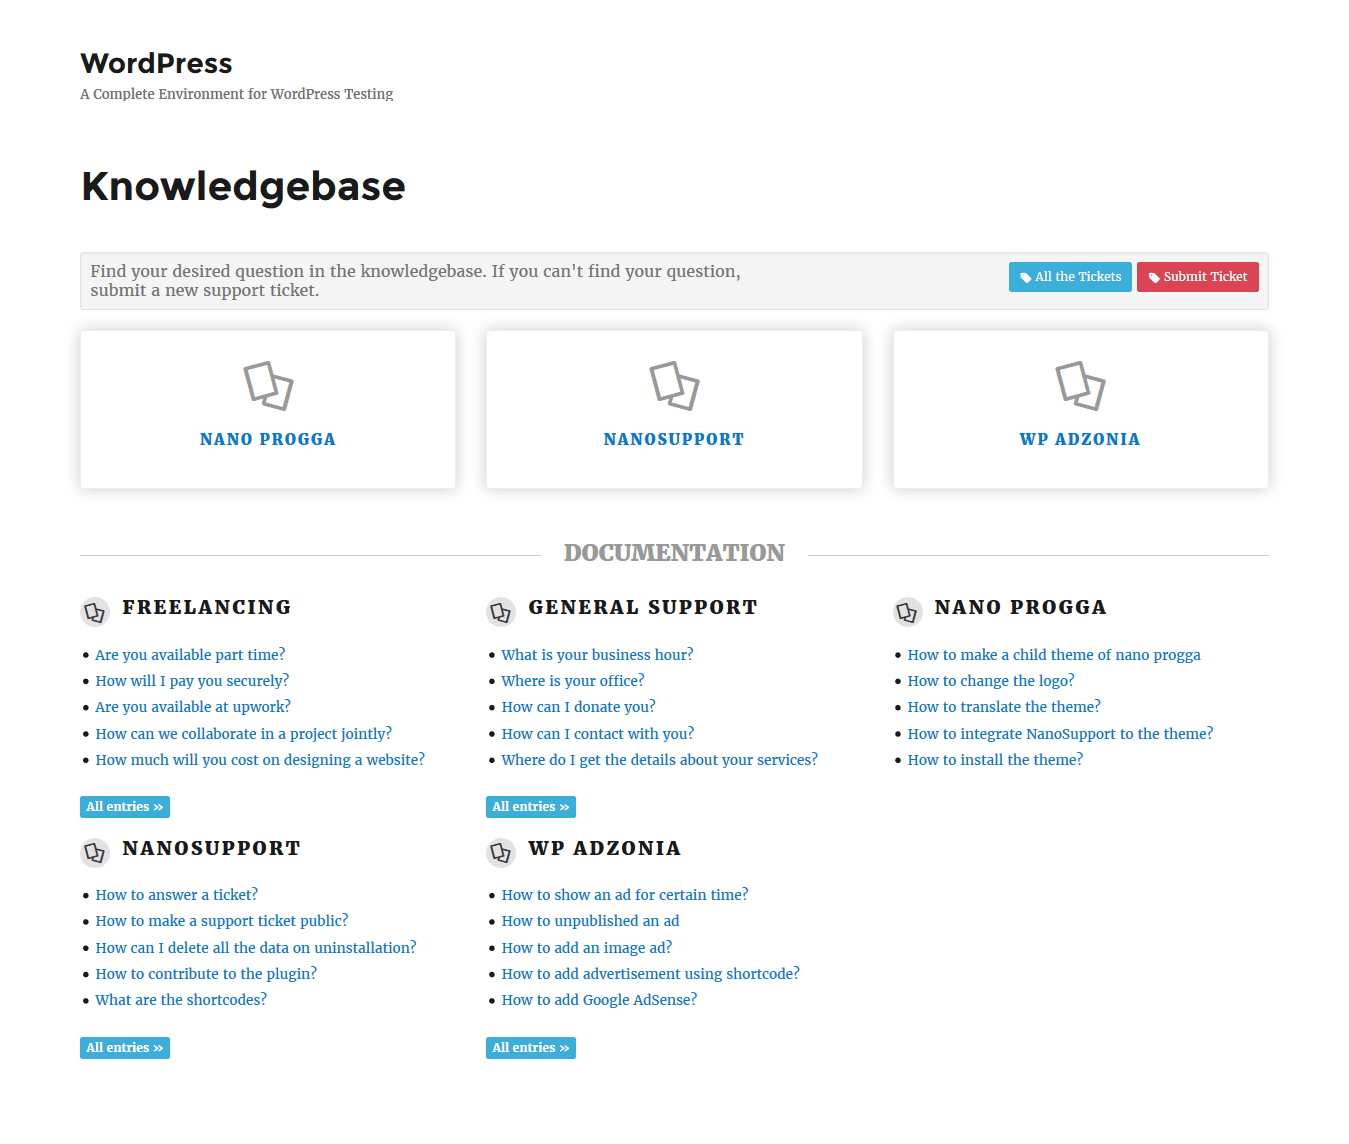 WordPress
A Complete Environment for WordPress Testing
Knowledgebase
Find your desired question in the knowledgebase. If you can't find your question,
submit a new support ticket.
All the Tickets
Submit Ticket
NANO PROGGA
NANOSUPPORT
WP ADZONIA
DOCUMENTATION
FREELANCING
Are you available part time?
How will I pay you securely?
Are you available at upwork?
How can we collaborate in a project jointly?
How much will you cost on designing a website?
All entries »
GENERAL SUPPORT
What is your business hour?
Where is your office?
How can I donate you?
How can I contact with you?
Where do I get the details about your services?
All entries »
NANO PROGGA
How to make a child theme of nano progga
How to change the logo?
How to translate the theme?
How to integrate NanoSupport to the theme?
How to install the theme?
NANOSUPPORT
How to answer a ticket?
How to make a support ticket public?
How can I delete all the data on uninstallation?
How to contribute to the plugin?
What are the shortcodes?
All entries »
WP ADZONIA
How to show an ad for certain time?
How to unpublished an ad
How to add an image ad?
How to add advertisement using shortcode?
How to add Google AdSense?
All entries »